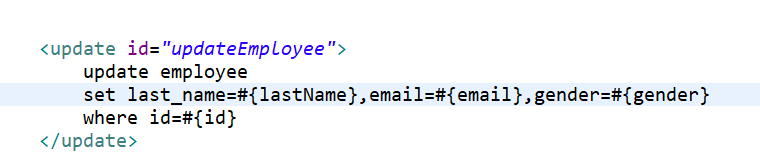 <update id="updateEmployee">
update employee
set last_name=#{lastName},email=#{email},gender=#{gender}
where id=#{id}
</update>